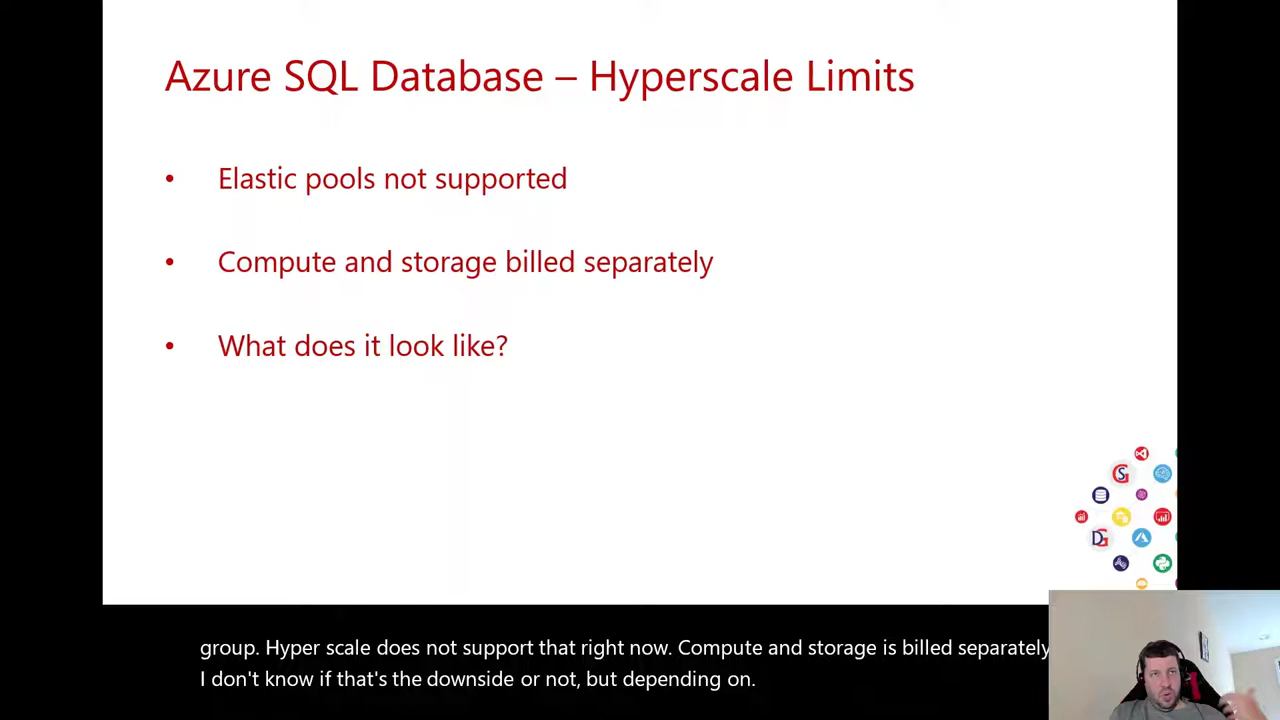 Azure SQL Database – Hyperscale Limits
• Elastic pools not supported
• Compute and storage billed separately
• What does it look like?
group. Hyper scale does not support that right now. Compute and storage is billed separately
I don't know if that's the downside or not, but depending on.